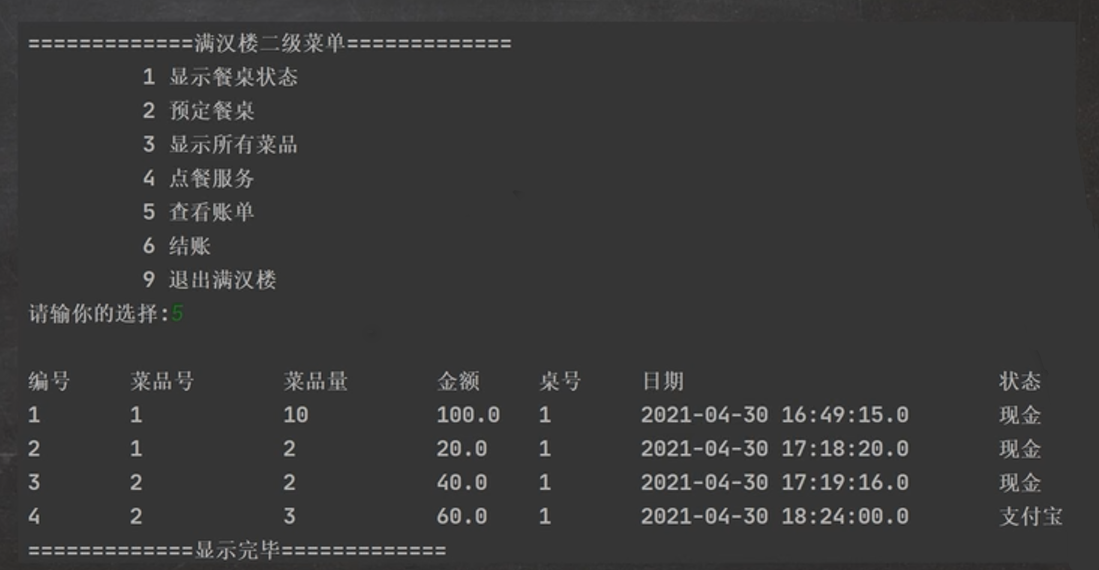 =============满汉楼二级菜单=============
1 显示餐桌状态
2 预定餐桌
3 显示所有菜品
4 点餐服务
5 查看账单
6 结账
9 退出满汉楼
请输你的选择:5
编号 菜品号 菜品量 金额 桌号 日期 状态
1 1 10 100.0 1 2021-04-30 16:49:15.0 现金
2 1 2 20.0 1 2021-04-30 17:18:20.0 现金
3 2 2 40.0 1 2021-04-30 17:19:16.0 现金
4 2 3 60.0 1 2021-04-30 18:24:00.0 支付宝
=============显示完毕=============